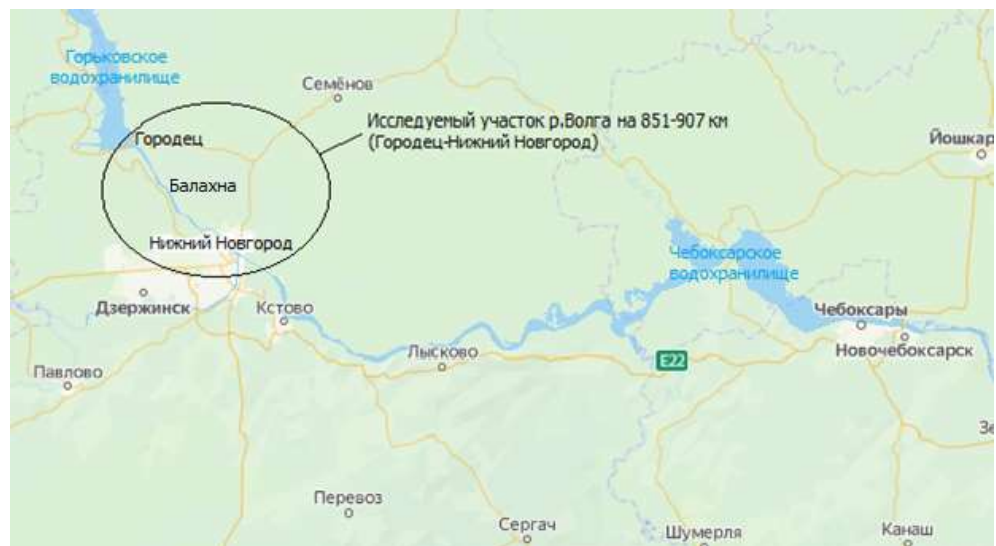 Горьковское
водохранилище
Семёнов
Исследуемый участок р.Волга на 851-907 км
(Городец-Нижний Новгород)
Городец
Йошкар
Балахна
Нижний Новгород
Чебоксарское
водохранилище
Дзержинск
Кстово
Чебоксары
Лысково
E22
Новочебоксарск
Павлово
Зе
Перевоз
Сергач
Шумерля
Канаш